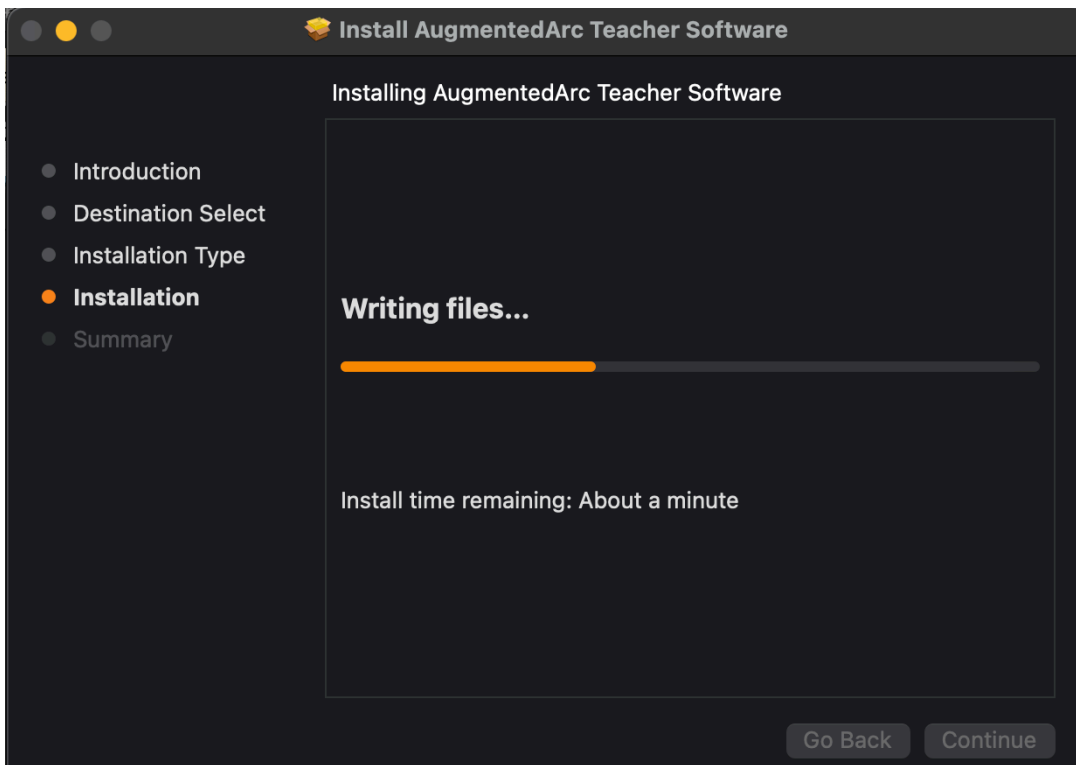 Install AugmentedArc Teacher Software
Installing AugmentedArc Teacher Software
Introduction
Destination Select
Installation Type
Installation
Summary
Writing files...
Install time remaining: About a minute
Go Back
Continue